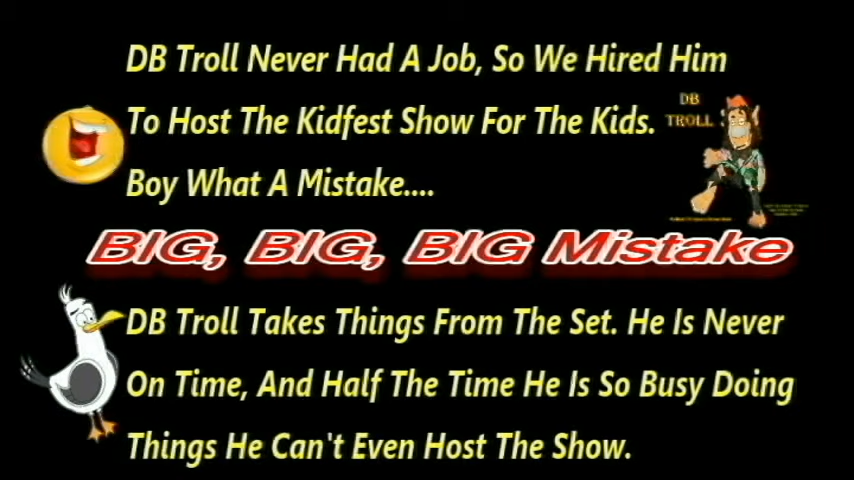 DB Troll Never Had A Job, So We Hired Him
DB
TROLL
To Host The Kidfest Show For The Kids.
Boy What A Mistake....
BIG, BIG, BIG Mistake
DB Troll Takes Things From The Set. He Is Never
On Time, And Half The Time He Is So Busy Doing
Things He Can't Even Host The Show.